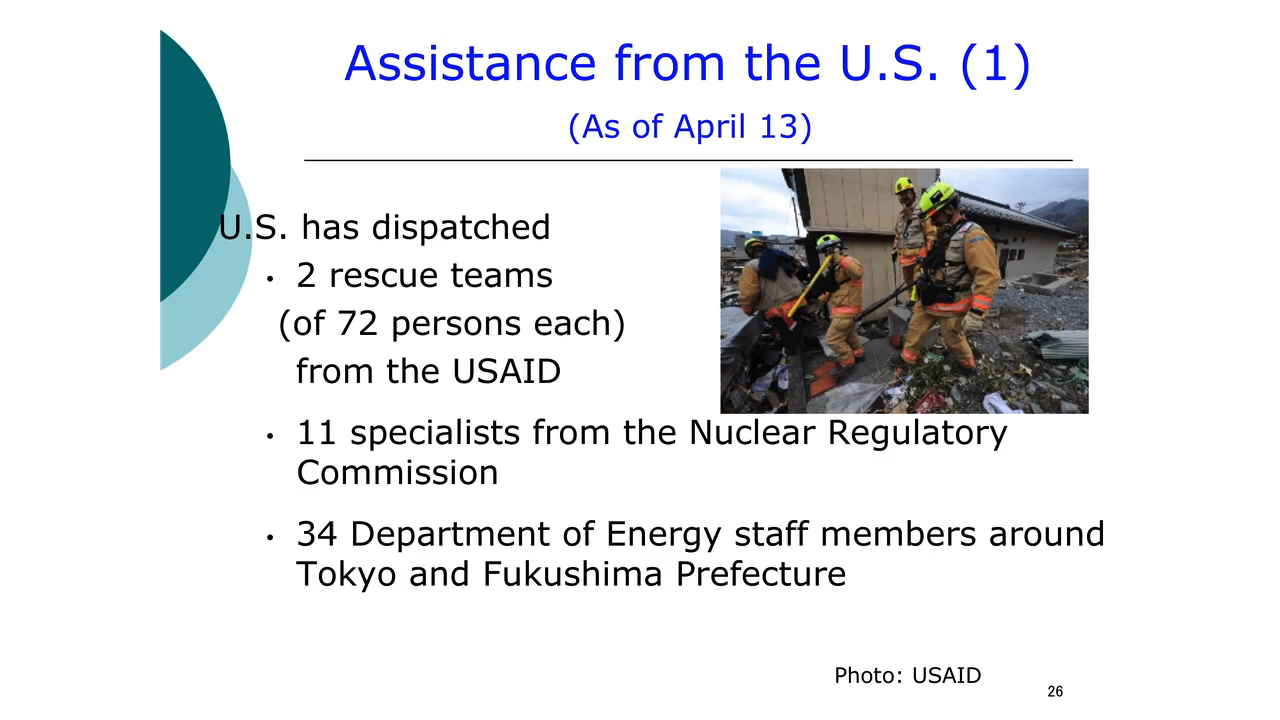 Assistance from the U.S. (1)
(As of April 13)
U.S. has dispatched
• 2 rescue teams
(of 72 persons each)
from the USAID
• 11 specialists from the Nuclear Regulatory
Commission
• 34 Department of Energy staff members around
Tokyo and Fukushima Prefecture
Photo: USAID
26